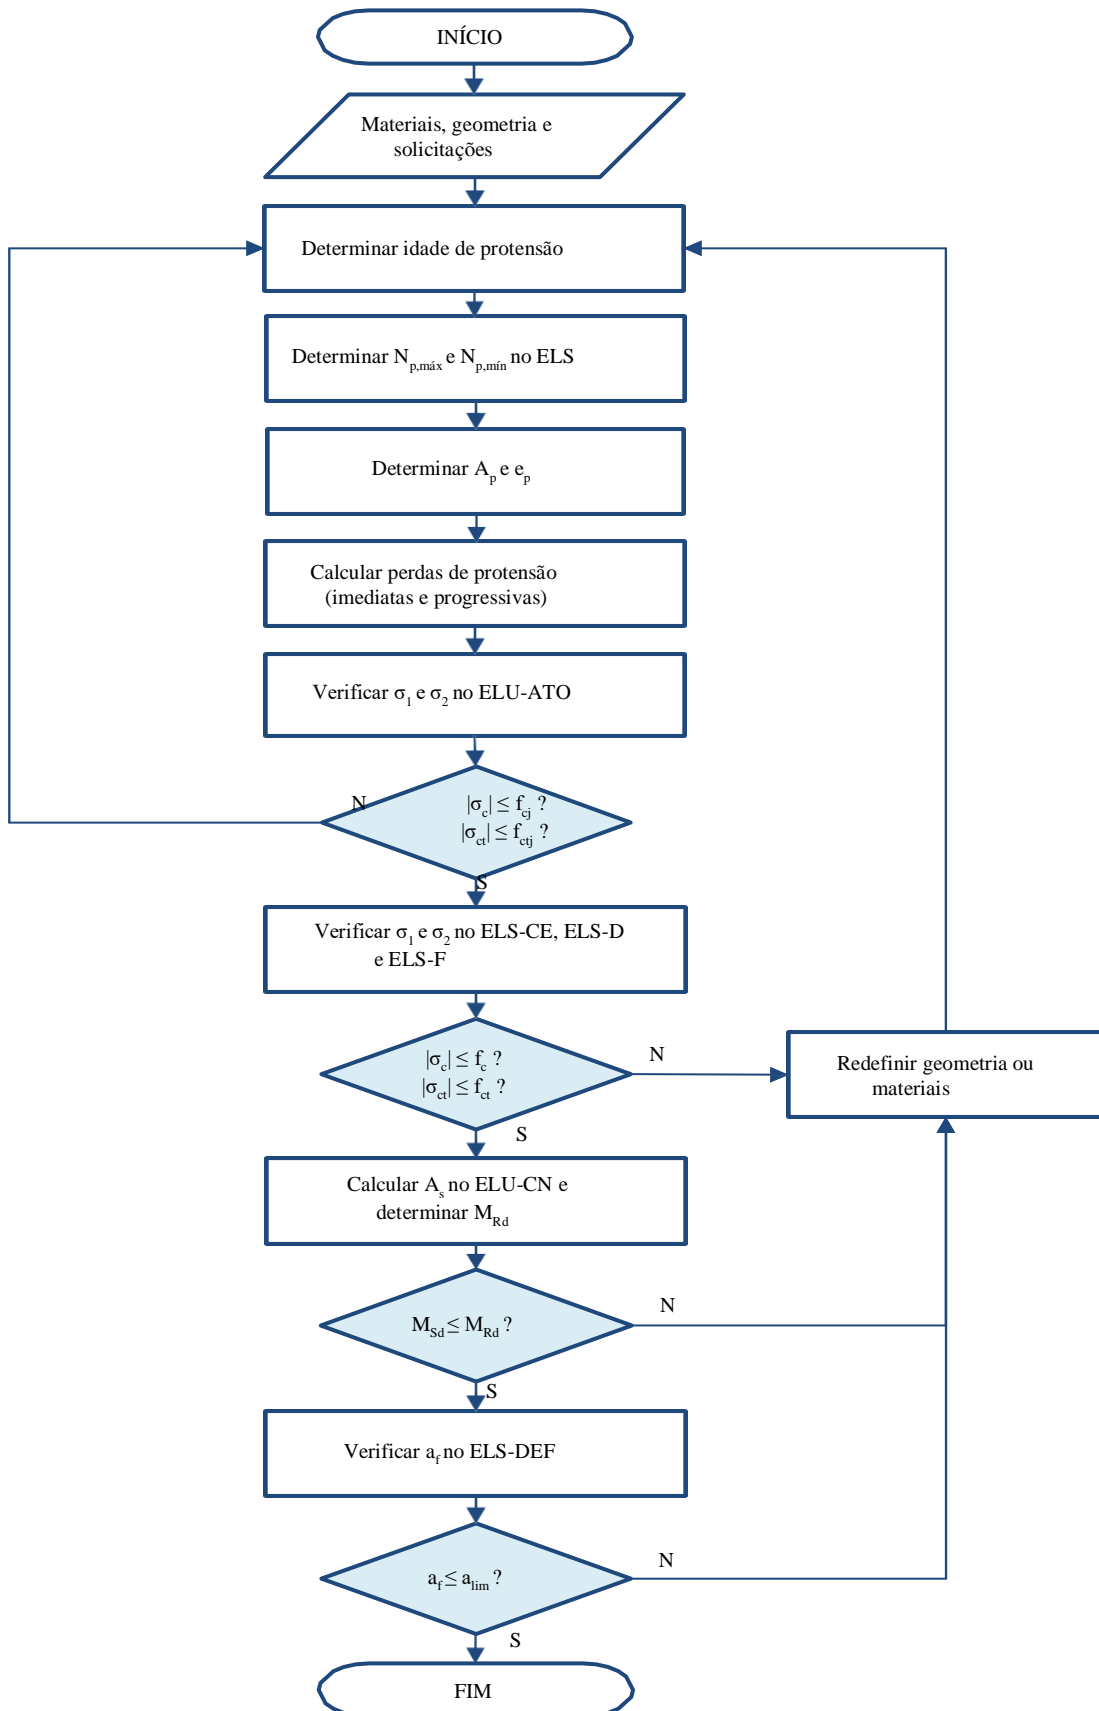 INÍCIO
Materiais, geometria e
solicitações
Determinar idade de protensão
Determinar Np,máx e Np,mín no ELS
Determinar Ap e ep
Calcular perdas de protensão
(imediatas e progressivas)
Verificar σ1 e σ2 no ELU-ATO
N
|σc| ≤ fcj ?
|σct| ≤ fctj ?
S
Verificar σ1 e σ2 no ELS-CE, ELS-D
e ELS-F
|σc| ≤ fc ?
|σct| ≤ fct ?
N
Redefinir geometria ou
materiais
S
Calcular As no ELU-CN e
determinar MRd
MSd ≤ MRd ?
N
S
Verificar af no ELS-DEF
af ≤ alim ?
N
S
FIM